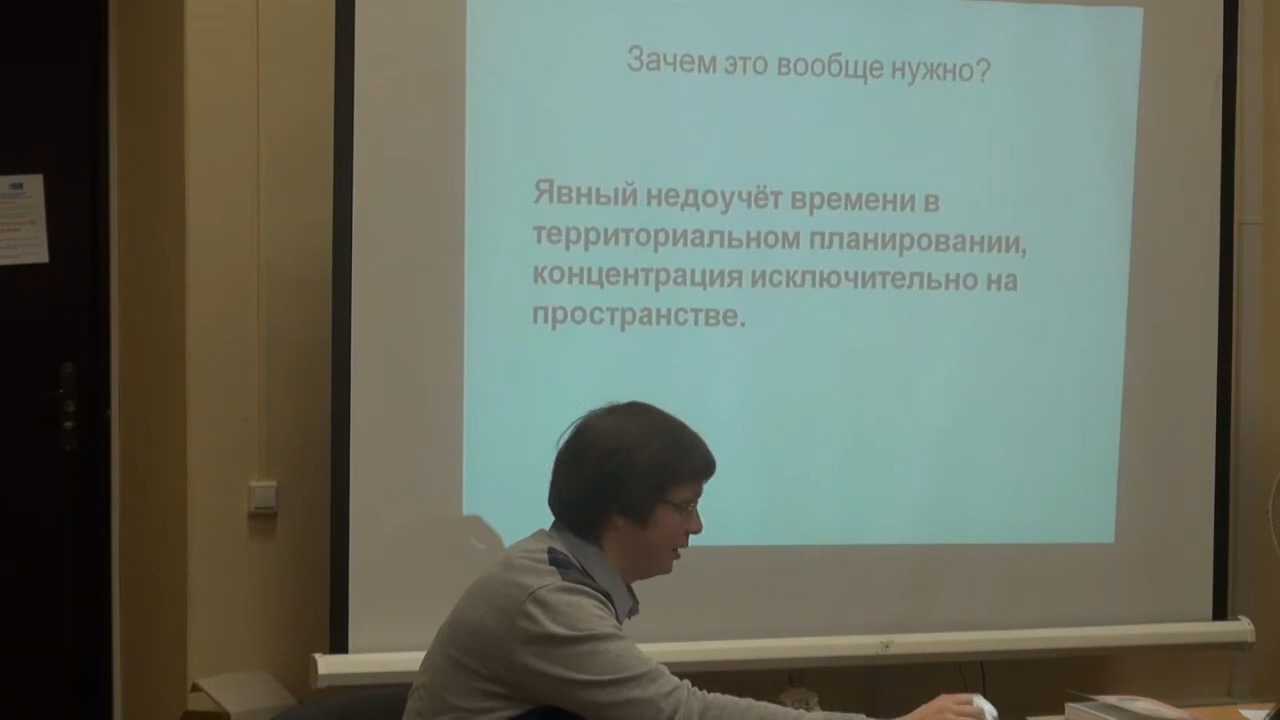 Зачем это вообще нужно?
Явный недоучёт времени в
территориальном планировании,
концентрация исключительно на
пространстве.